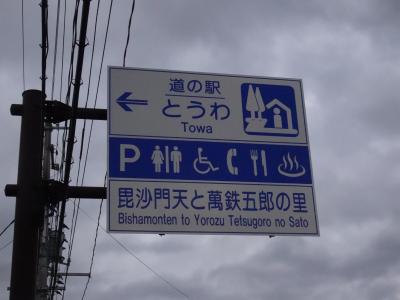 道の駅
とうわ
Towa
P
毘沙門天と萬鉄五郎の里
Bishamonten to Yorozu Tetsugoro no Sato